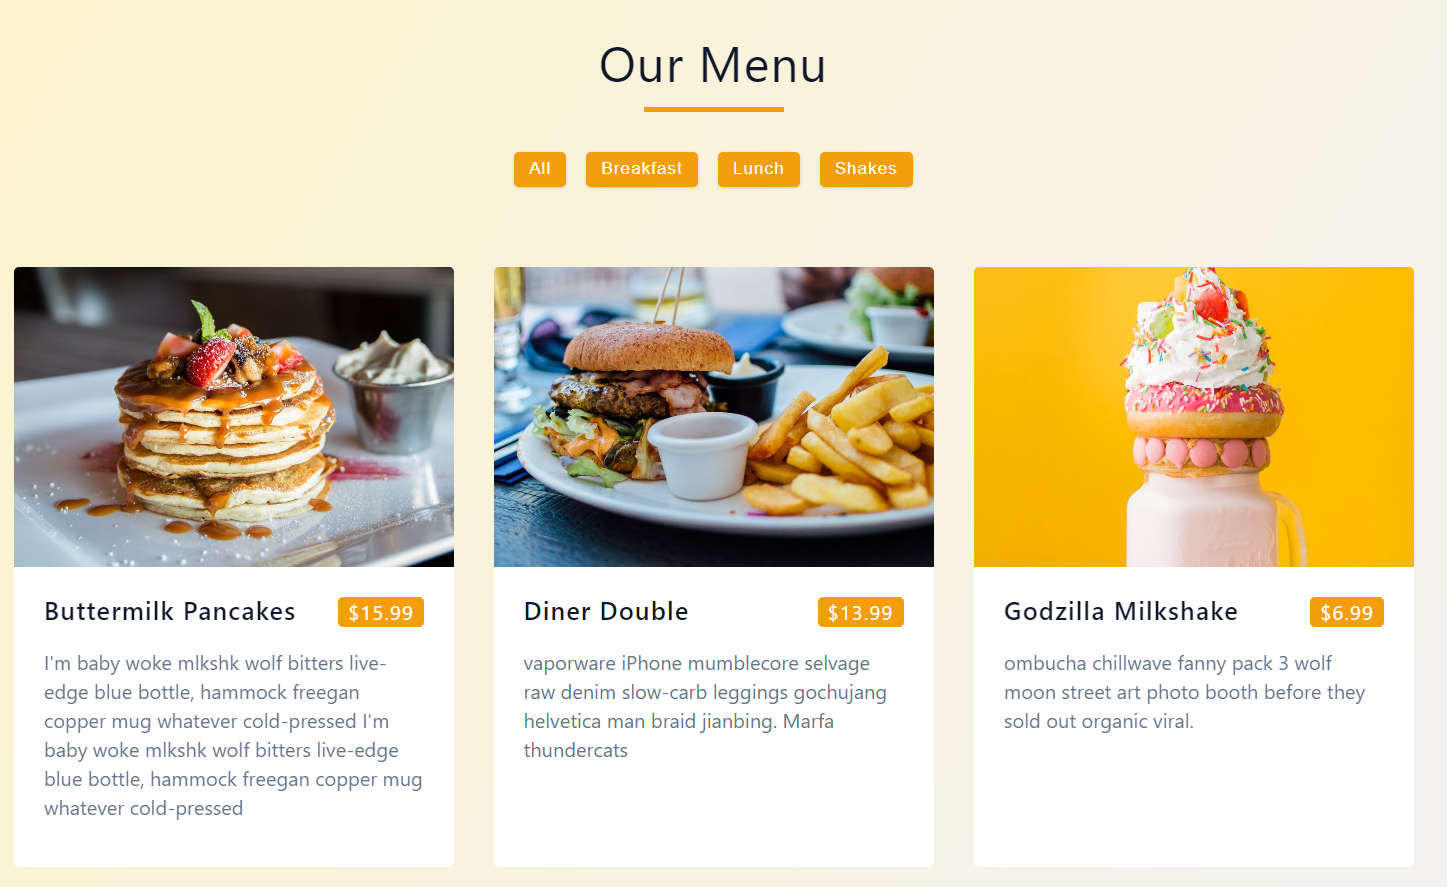 Our Menu
All
Breakfast
Lunch
Shakes
Buttermilk Pancakes
$15.99
I'm baby woke mlkshk wolf bitters live-
edge blue bottle, hammock freegan
copper mug whatever cold-pressed I'm
baby woke mlkshk wolf bitters live-edge
blue bottle, hammock freegan copper mug
whatever cold-pressed
Diner Double
$13.99
vaporware iPhone mumblecore selvage
raw denim slow-carb leggings gochujang
helvetica man braid jianbing. Marfa
thundercats
Godzilla Milkshake
$6.99
ombucha chillwave fanny pack 3 wolf
moon street art photo booth before they
sold out organic viral.